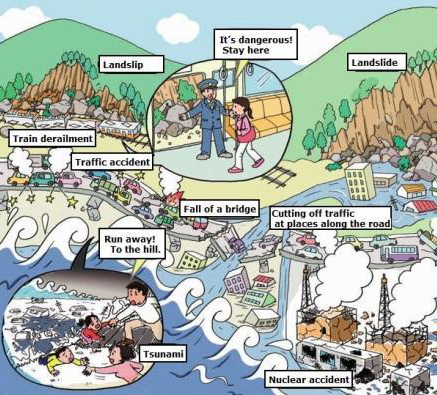 It's dangerous!
Stay here
Landslip
Landslide
Train derailment
Traffic accident
Fall of a bridge
Cutting off traffic
at places along the road
Run away!
To the hill.
Tsunami
Nuclear accident